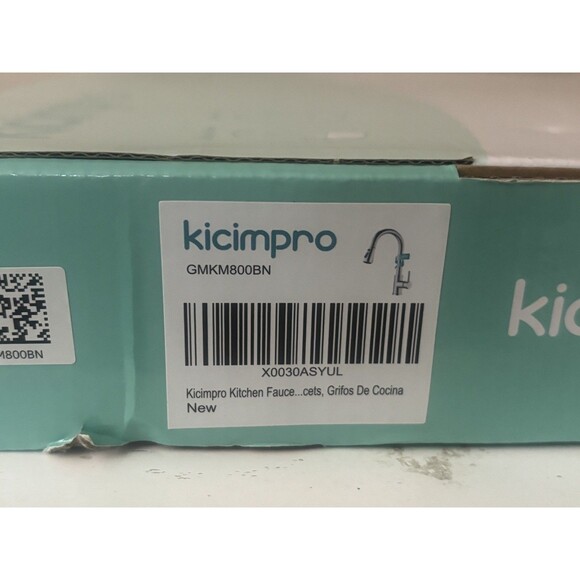 kicimpro
GMKM800BN
X0030ASYUL
Kicimpro Kitchen Fauce...cets, Grifos De Cocina
New
M800BN
kic